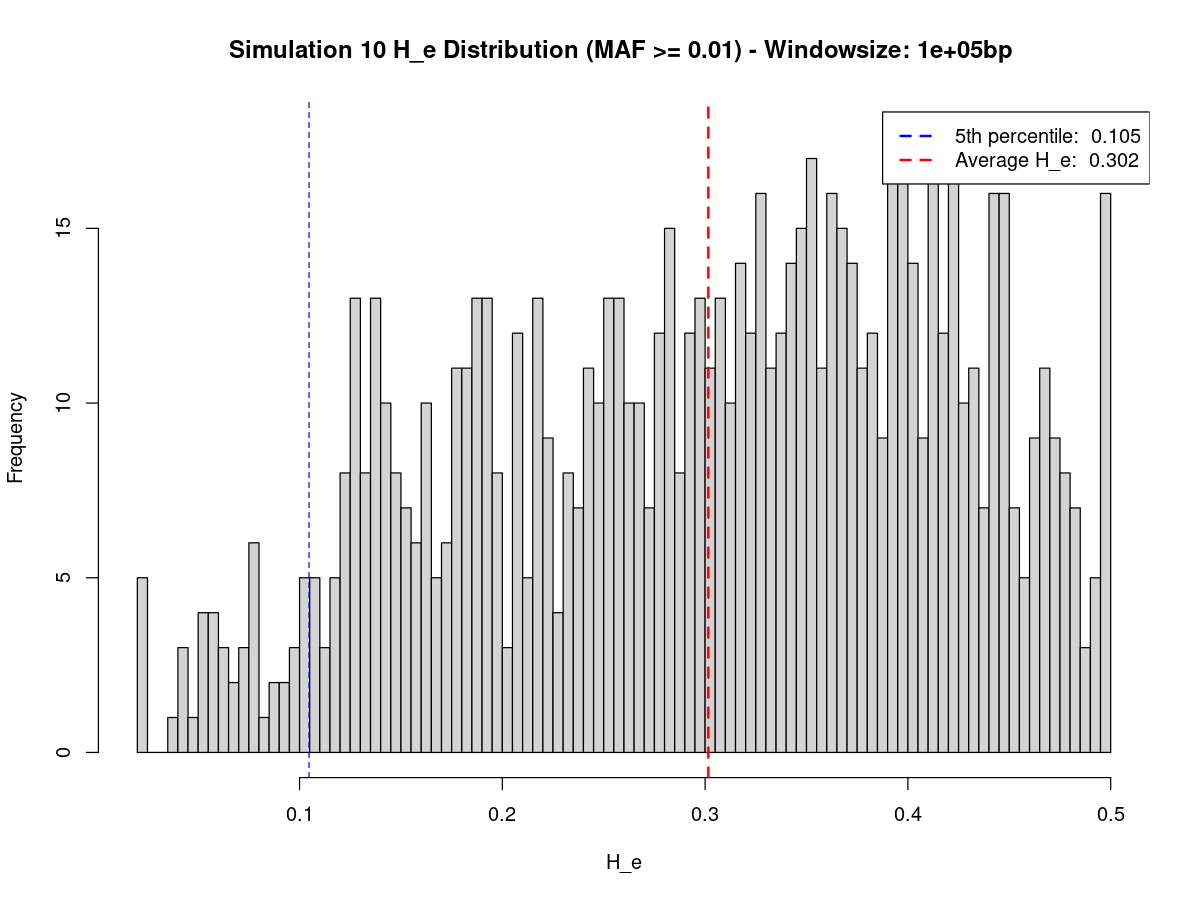 Simulation 10 H_e Distribution (MAF >= 0.01) - Windowsize: 1e+05bp
5th percentile:  0.105
Average H_e:  0.302
Frequency
15
10
5
0
0.1
0.2
0.3
0.4
0.5
H_e